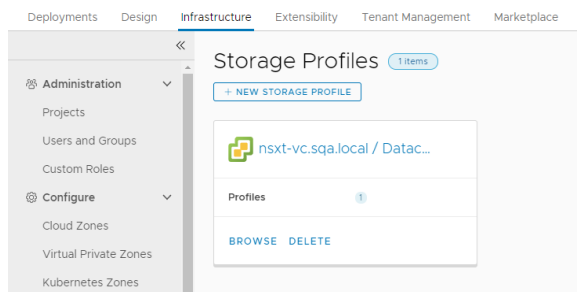 Deployments Design Infrastructure Extensibility Tenant Management Marketplace
Administration
Projects
Users and Groups
Custom Roles
Configure
Cloud Zones
Virtual Private Zones
Kubernetes Zones
Storage Profiles 1 items
+ NEW STORAGE PROFILE
nsxt-vc.sqa.local / Datac...
Profiles 1
BROWSE DELETE